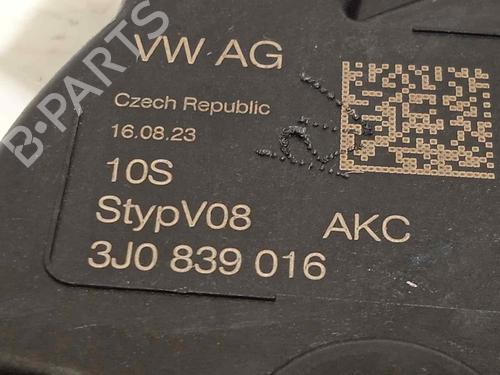 VW AG
Czech Republic
16.08.23
10S
StypV08 AKC
3J0 839 016
B-PARTS